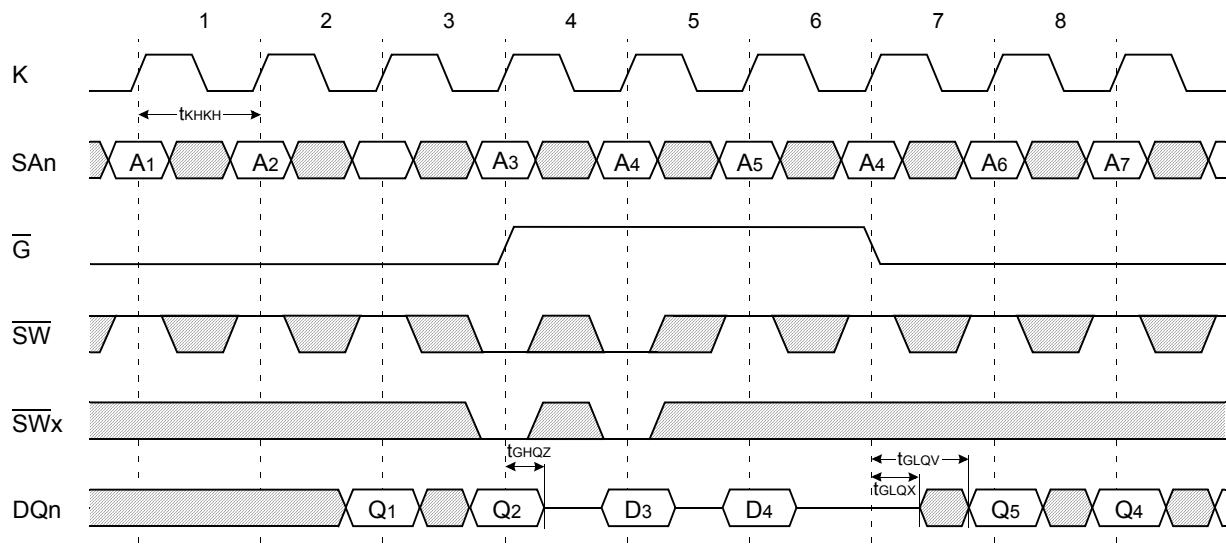 1 2 3 4 5 6 7 8
K
tKHKH
SAn A1 A2 A3 A4 A5 A4 A6 A7
G
SW
SWx
tGHQZ tGLQV
tGLQX
DQn Q1 Q2 D3 D4 Q5 Q4